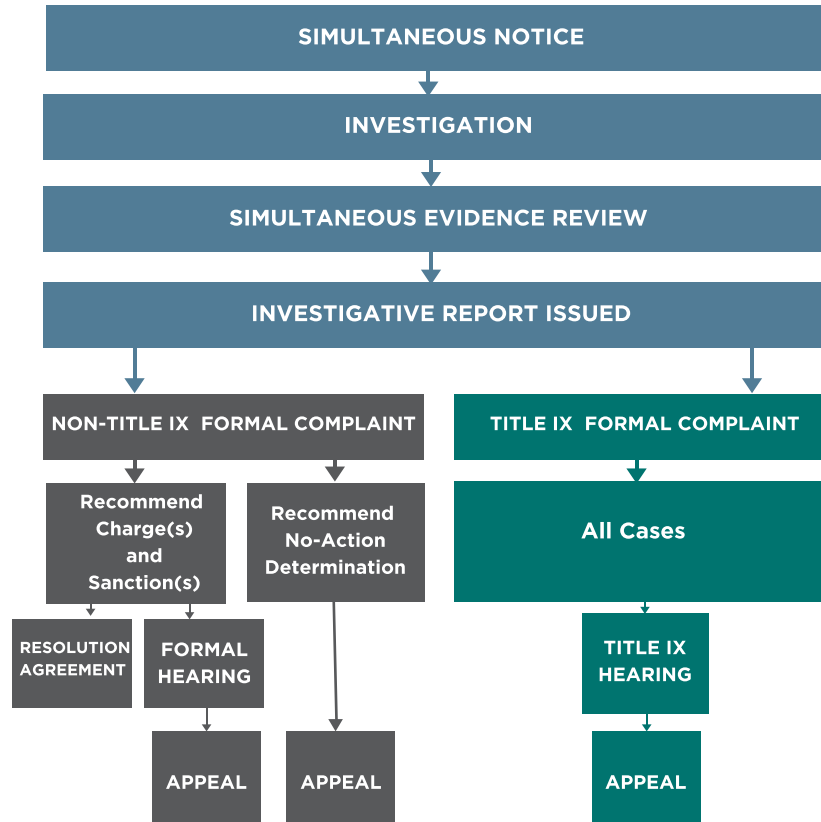 SIMULTANEOUS NOTICE
INVESTIGATION
SIMULTANEOUS EVIDENCE REVIEW
INVESTIGATIVE REPORT ISSUED
NON-TITLE IX FORMAL COMPLAINT
TITLE IX FORMAL COMPLAINT
Recommend
Charge(s)
and
Sanction(s)
Recommend
No-Action
Determination
All Cases
RESOLUTION
AGREEMENT
FORMAL
HEARING
TITLE IX
HEARING
APPEAL
APPEAL
APPEAL